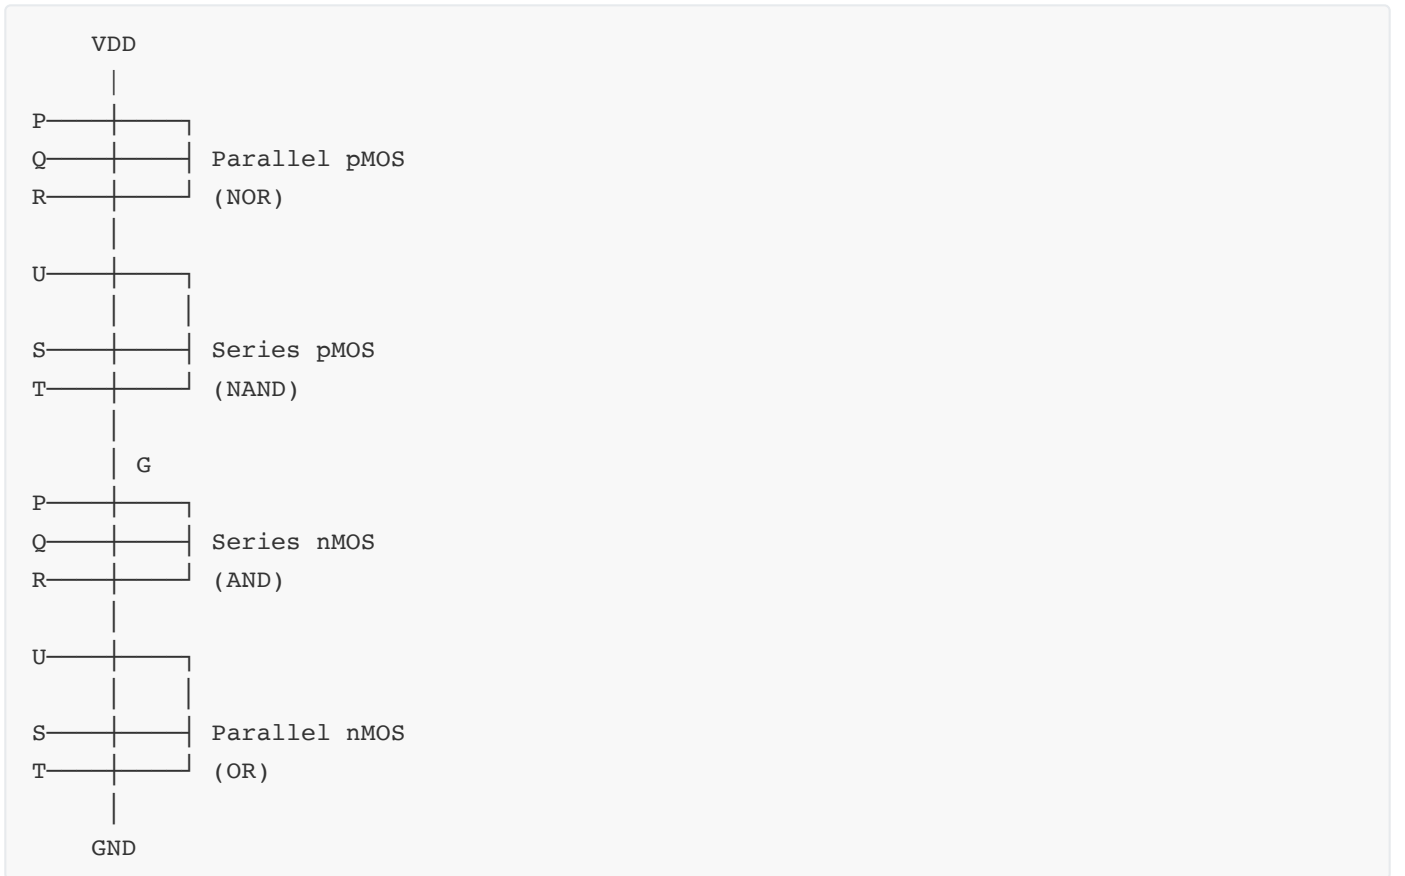 VDD
P
Q Parallel pMOS
R (NOR)
U
S Series pMOS
T (NAND)
G
P
Q Series nMOS
R (AND)
U
S Parallel nMOS
T (OR)
GND